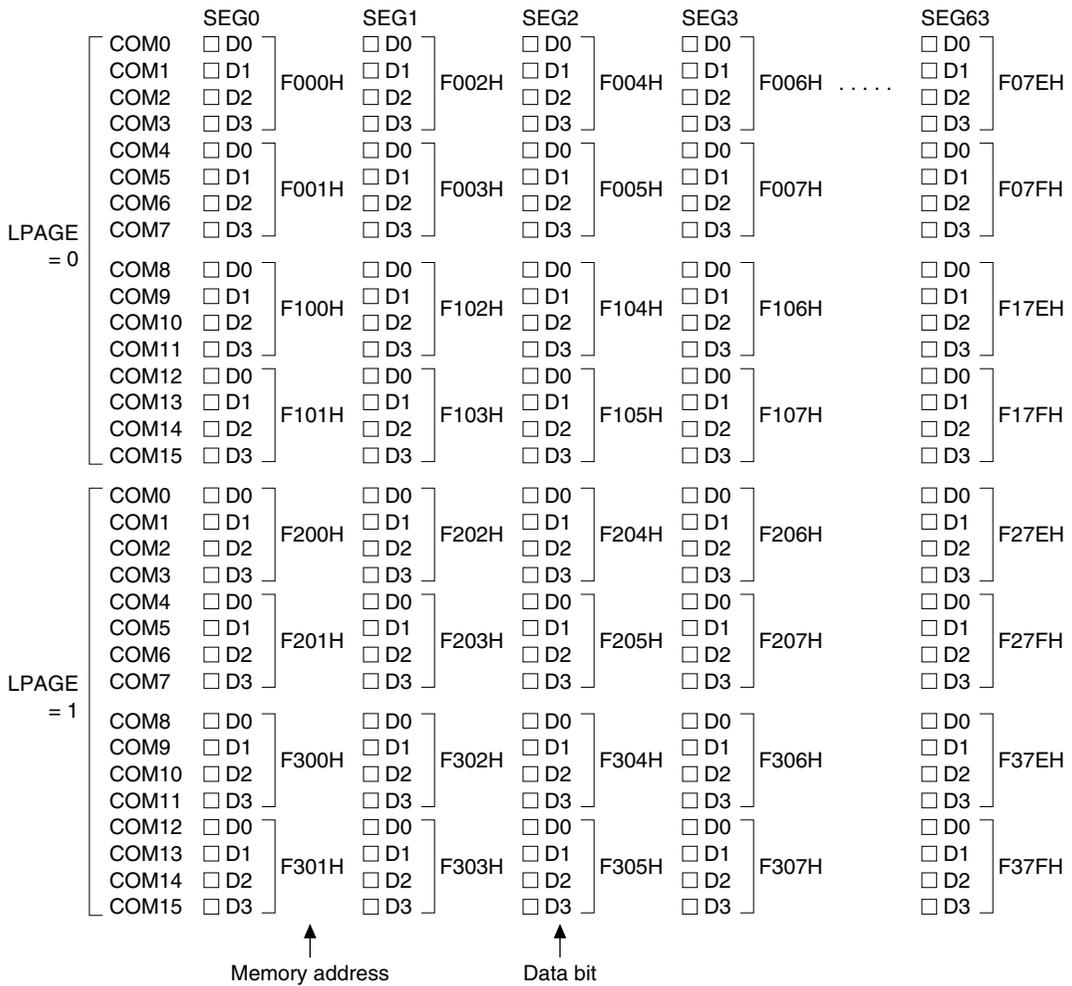 SEG0 SEG1 SEG2 SEG3 SEG63
COM0 D0 D0 D0 D0 D0
COM1 D1 D1 D1 D1 D1
F000H F002H F004H F006H ..... F07EH
COM2 D2 D2 D2 D2 D2
COM3 D3 D3 D3 D3 D3
COM4 D0 D0 D0 D0 D0
COM5 D1 D1 D1 D1 D1
F001H F003H F005H F007H F07FH
COM6 D2 D2 D2 D2 D2
COM7 D3 D3 D3 D3 D3
LPAGE
= 0
COM8 D0 D0 D0 D0 D0
COM9 D1 D1 D1 D1 D1
F100H F102H F104H F106H F17EH
COM10 D2 D2 D2 D2 D2
COM11 D3 D3 D3 D3 D3
COM12 D0 D0 D0 D0 D0
COM13 D1 D1 D1 D1 D1
F101H F103H F105H F107H F17FH
COM14 D2 D2 D2 D2 D2
COM15 D3 D3 D3 D3 D3
COM0 D0 D0 D0 D0 D0
COM1 D1 D1 D1 D1 D1
F200H F202H F204H F206H F27EH
COM2 D2 D2 D2 D2 D2
COM3 D3 D3 D3 D3 D3
COM4 D0 D0 D0 D0 D0
COM5 D1 D1 D1 D1 D1
F201H F203H F205H F207H F27FH
COM6 D2 D2 D2 D2 D2
COM7 D3 D3 D3 D3 D3
LPAGE
= 1
COM8 D0 D0 D0 D0 D0
COM9 D1 D1 D1 D1 D1
F300H F302H F304H F306H F37EH
COM10 D2 D2 D2 D2 D2
COM11 D3 D3 D3 D3 D3
COM12 D0 D0 D0 D0 D0
COM13 D1 D1 D1 D1 D1
F301H F303H F305H F307H F37FH
COM14 D2 D2 D2 D2 D2
COM15 D3 D3 D3 D3 D3
Memory address Data bit